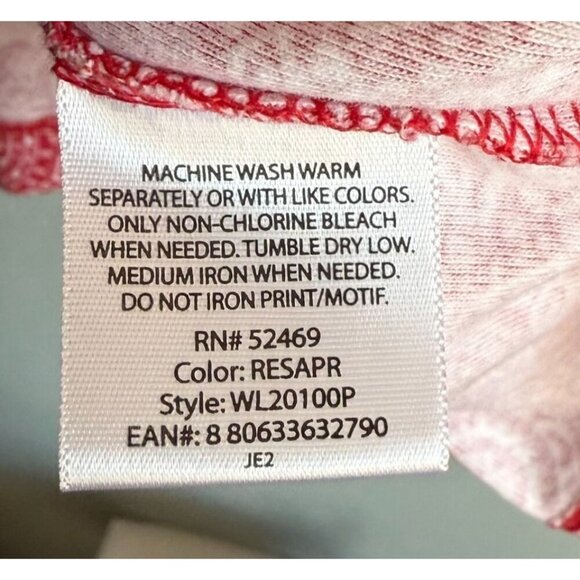 MACHINE WASH WARM
SEPARATELY OR WITH LIKE COLORS.
ONLY NON-CHLORINE BLEACH
WHEN NEEDED. TUMBLE DRY LOW.
MEDIUM IRON WHEN NEEDED.
DO NOT IRON PRINT/MOTIF.
RN# 52469
Color: RESAPR
Style: WL20100P
EAN#: 8 80633632790
JE2